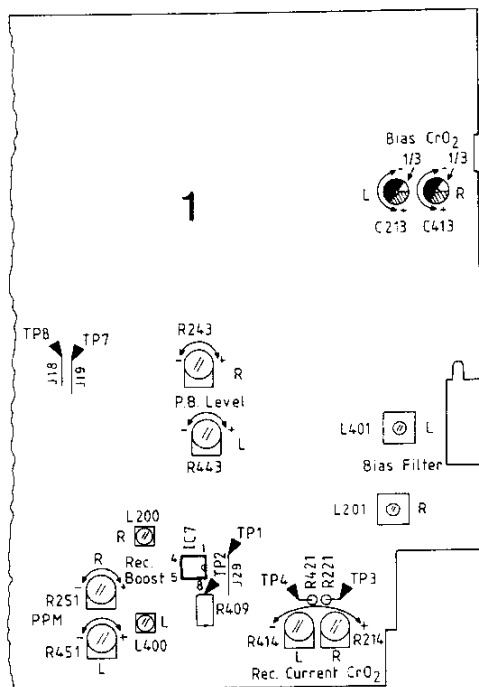 Bias CrO₂
1/3 1/3
L R
C213 C413
1
TP8 TP7
J18 J19
R243
- +
R
P.B. Level
- +
L
R443
L401 L
Bias Filter
L201 R
L200
R
IC7
TP1
Rec. Boost
4 1
5 8
TP2
J29
R409
R
- +
R251
PPM
- +
R451
L
L
L400
R421 R221
TP4 TP3
- +
R414 R214
L R
Rec. Current CrO₂